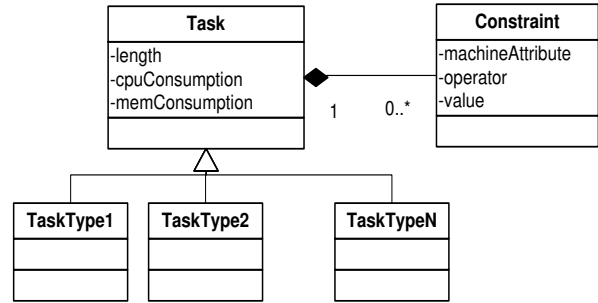 Task
-length
-cpuConsumption
-memConsumption
Constraint
-machineAttribute
-operator
-value
1
0..*
TaskType1
TaskType2
TaskTypeN